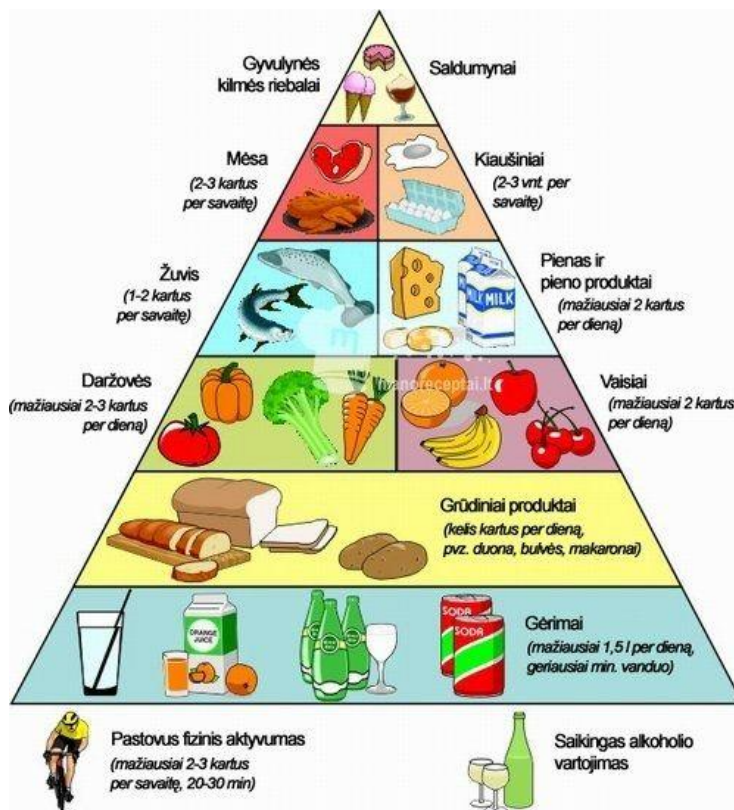 Gyvulynės
kilmės riebalai
Saldumynai
Mėsa
(2-3 kartus
per savaitę)
Kiaušiniai
(2-3 vnt. per
savaitę)
Žuvis
(1-2 kartus
per savaitę)
Pienas ir
pieno produktai
(mažiausiai 2 kartus
per dieną)
MILK
MILK
manoreceptai.lt
Daržovės
(mažiausiai 2-3 kartus
per dieną)
Vaisiai
(mažiausiai 2 kartus
per dieną)
Grūdiniai produktai
(kelis kartus per dieną,
pvz. duona, bulvės, makaronai)
ORANGE
JUICE
SODA
SODA
Gėrimai
(mažiausiai 1,5 l per dieną,
geriausiai min. vanduo)
Pastovus fizinis aktyvumas
(mažiausiai 2-3 kartus
per savaitę, 20-30 min)
Saikingas alkoholio
vartojimas